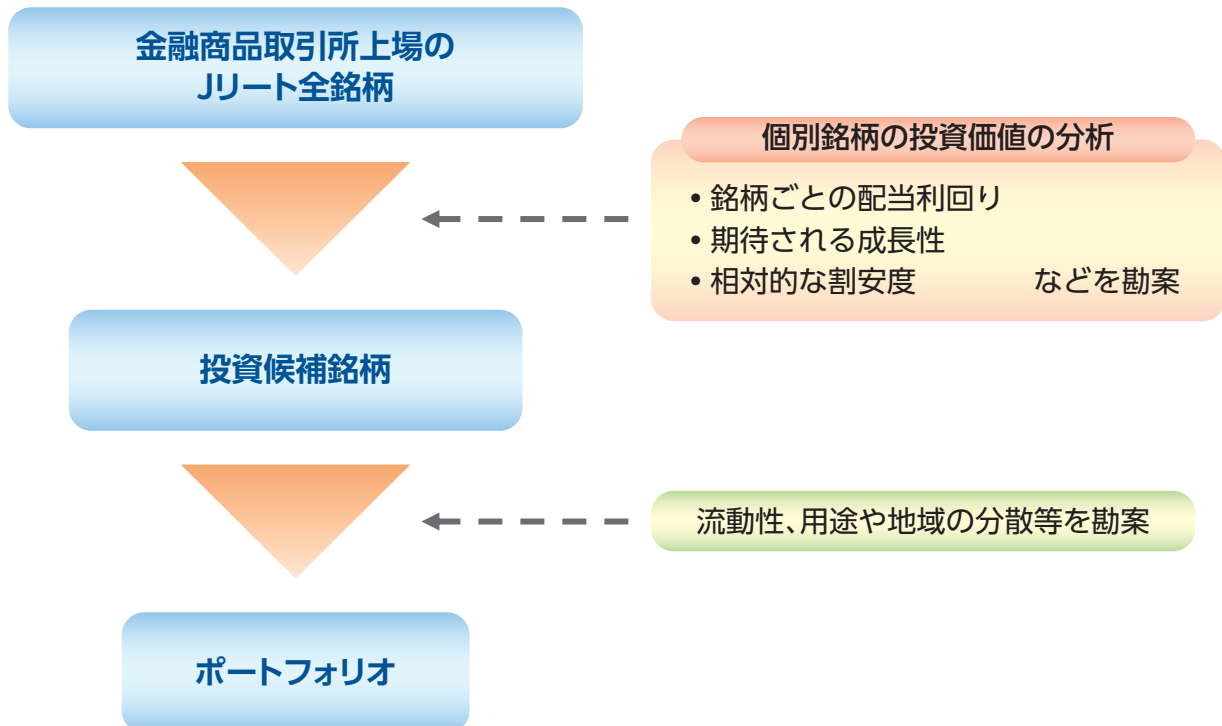 金融商品取引所上場の
Jリート全銘柄
個別銘柄の投資価値の分析
• 銘柄ごとの配当利回り
• 期待される成長性
• 相対的な割安度 などを勘案
投資候補銘柄
流動性、用途や地域の分散等を勘案
ポートフォリオ